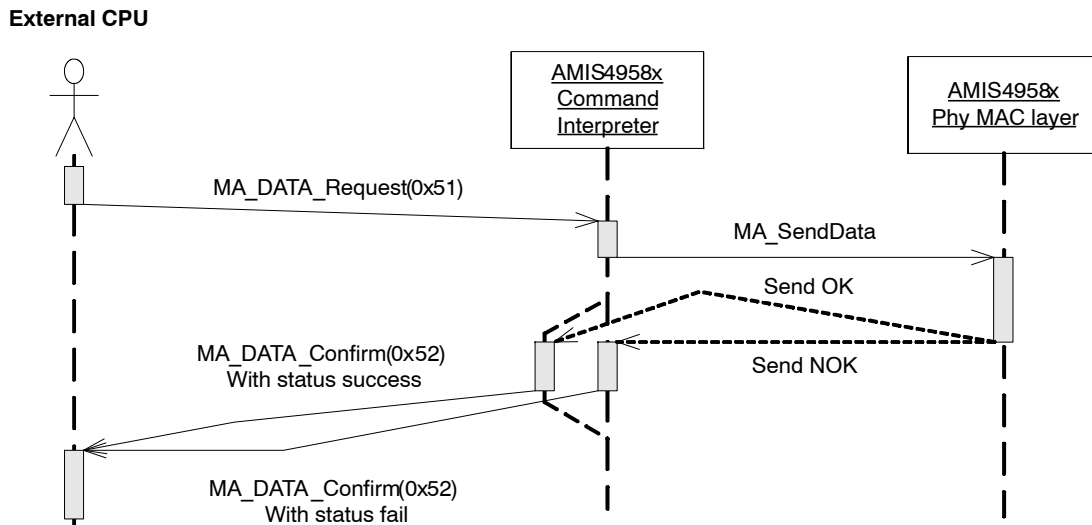 External CPU
AMIS4958x
Command
Interpreter
AMIS4958x
Phy MAC layer
MA_DATA_Request(0x51)
MA_SendData
Send OK
MA_DATA_Confirm(0x52)
With status success
Send NOK
MA_DATA_Confirm(0x52)
With status fail